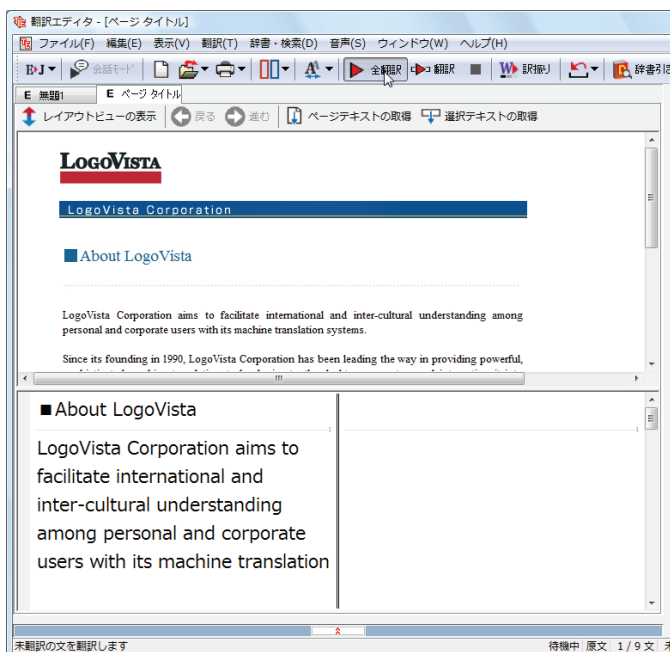 翻訳エディタ - [ページ タイトル]
ファイル(F) 編集(E) 表示(V) 翻訳(T) 辞書・検索(D) 音声(S) ウィンドウ(W) ヘルプ(H)
E▶J 会話モード 全翻訳 翻訳 訳振り 辞書引き
E 無題1 E ページ タイトル
レイアウトビューの表示 戻る 進む ページテキストの取得 選択テキストの取得
LOGOVISTA
LogoVista Corporation
■About LogoVista
LogoVista Corporation aims to facilitate international and inter-cultural understanding among
personal and corporate users with its machine translation systems.
Since its founding in 1990, LogoVista Corporation has been leading the way in providing powerful,
■About LogoVista
1 1
LogoVista Corporation aims to
facilitate international and
inter-cultural understanding
among personal and corporate
users with its machine translation
未翻訳の文を翻訳します 待機中 原文 1/9文